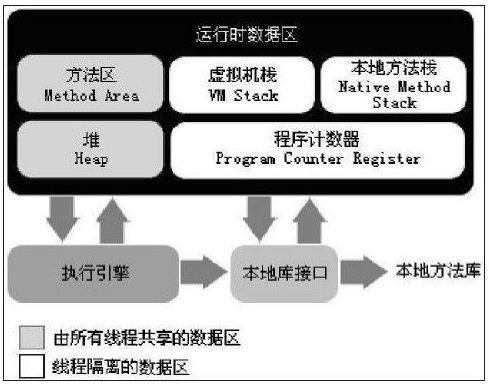 运行时数据区
方法区
Method Area
虚拟机栈
VM Stack
本地方法栈
Native Method
Stack
堆
Heap
程序计数器
Program Counter Register
执行引擎
本地库接口
本地方法库
由所有线程共享的数据区
线程隔离的数据区